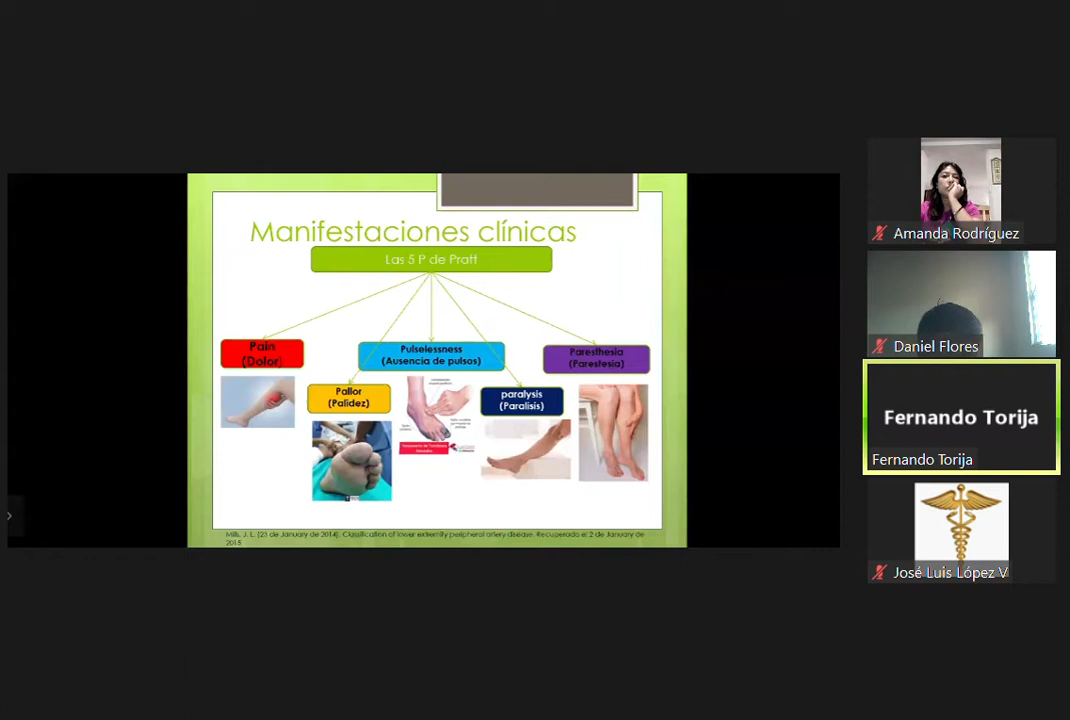 Manifestaciones clínicas
Las 5 P de Pratt
Pain
(Dolor)
Pallor
(Palidez)
Pulselessness
(Ausencia de pulsos)
paralysis
(Paralisis)
Paresthesia
(Parestesia)
Mills, J. L. (23 de January de 2014). Classification of lower extremity peripheral artery disease. Recuperado el 2 de January de
2015
Amanda Rodríguez
Daniel Flores
Fernando Torija
Fernando Torija
José Luis López V